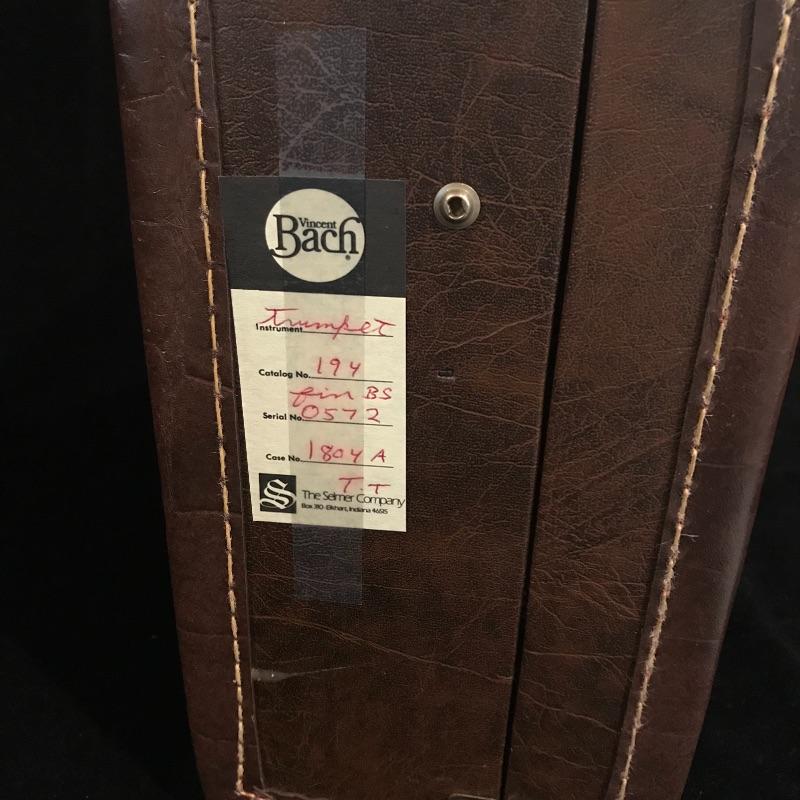 Vincent
Bach
Instrument trumpet
Catalog No. 194
fin BS
Serial No. 0572
Case No. 1804 A
T.T
S The Selmer Company
Box 310 · Elkhart, Indiana 46515